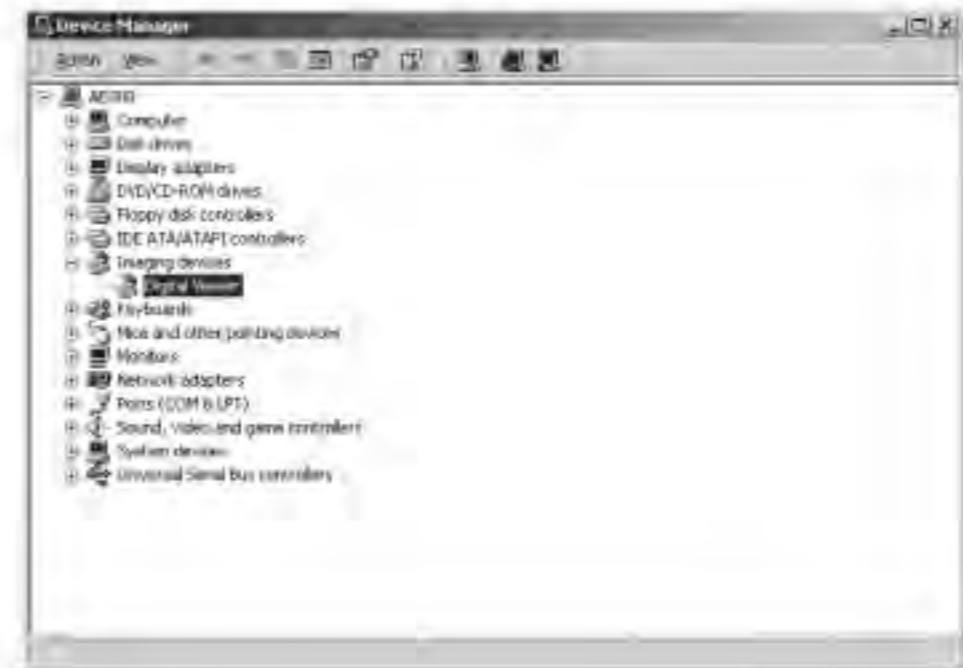 Device Manager
Action View
Computer
Disk drives
Display adapters
DVD/CD-ROM drives
Floppy disk controllers
IDE ATA/ATAPI controllers
Imaging devices
Digital Viewer
Keyboards
Mice and other pointing devices
Monitors
Network adapters
Ports (COM & LPT)
Sound, video and game controllers
System devices
Universal Serial Bus controllers